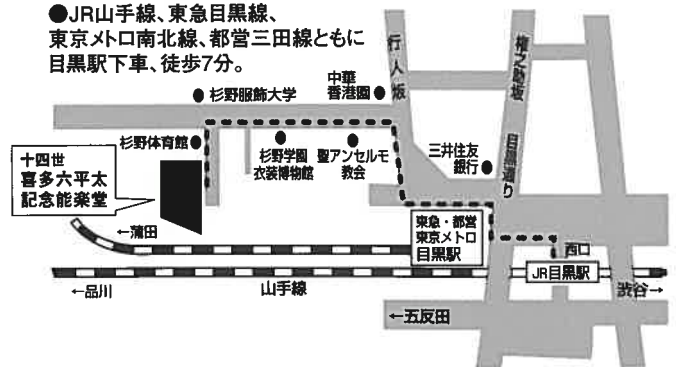 ●JR山手線、東急目黒線、
東京メトロ南北線、都営三田線ともに
目黒駅下車、徒歩7分。
杉野服飾大学
中華
香港園
行人坂
権之助坂
目黒通り
杉野体育館
杉野学園
衣装博物館
聖アンセルモ
教会
三井住友
銀行
十四世
喜多六平太
記念能楽堂
←蒲田
東急・都営
東京メトロ
目黒駅
西口
JR目黒駅
←品川
山手線
渋谷→
←五反田